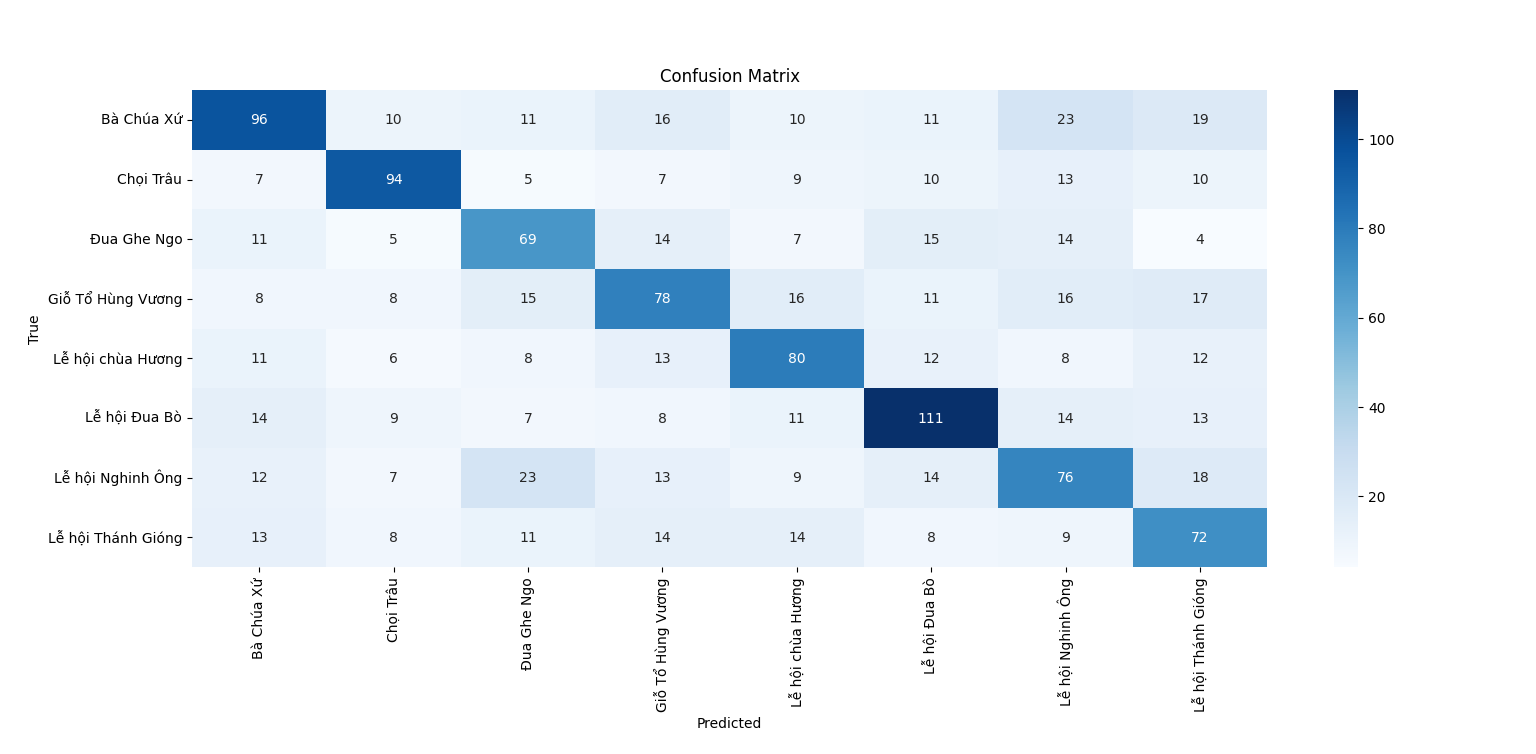 Confusion Matrix
Bà Chúa Xứ 96 10 11 16 10 11 23 19
Chọi Trâu 7 94 5 7 9 10 13 10
Đua Ghe Ngo 11 5 69 14 7 15 14 4
Giỗ Tổ Hùng Vương 8 8 15 78 16 11 16 17
Lễ hội chùa Hương 11 6 8 13 80 12 8 12
Lễ hội Đua Bò 14 9 7 8 11 111 14 13
Lễ hội Nghinh Ông 12 7 23 13 9 14 76 18
Lễ hội Thánh Gióng 13 8 11 14 14 8 9 72
True
Bà Chúa Xứ
Chọi Trâu
Đua Ghe Ngo
Giỗ Tổ Hùng Vương
Lễ hội chùa Hương
Lễ hội Đua Bò
Lễ hội Nghinh Ông
Lễ hội Thánh Gióng
Predicted
100
80
60
40
20